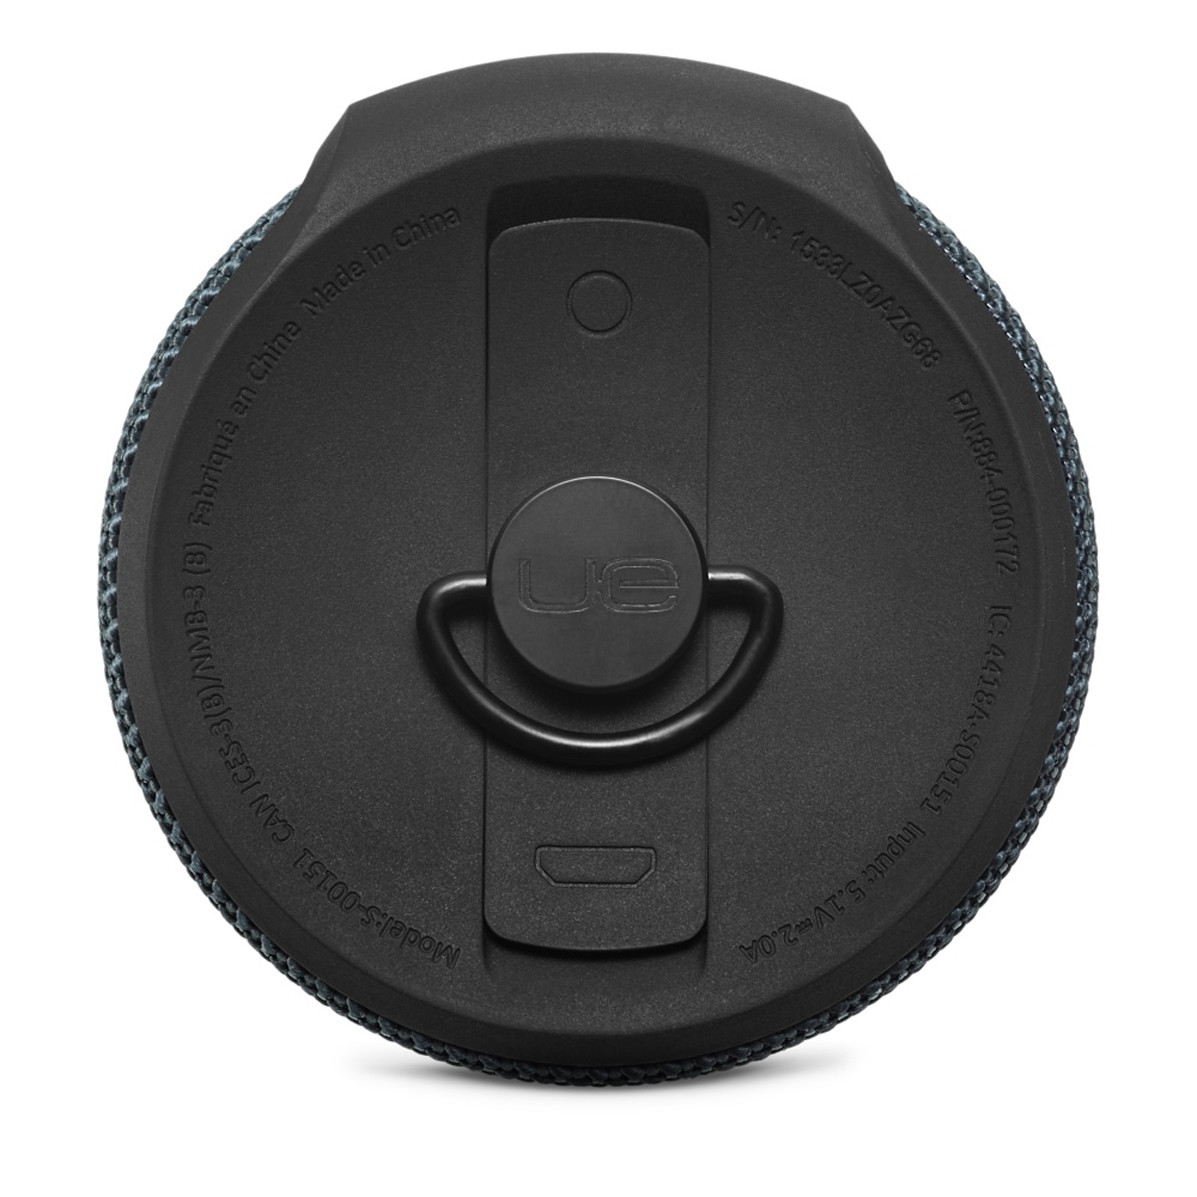 Model:S-00151 CAN ICES-3(B)/NMB-3 (B) Fabriqué en Chine Made in China
S/N: 1533LZ0AZG68 P/N:884-000172 IC: 4418A-S00151 Input: 5.1V⎓2.0A
ue